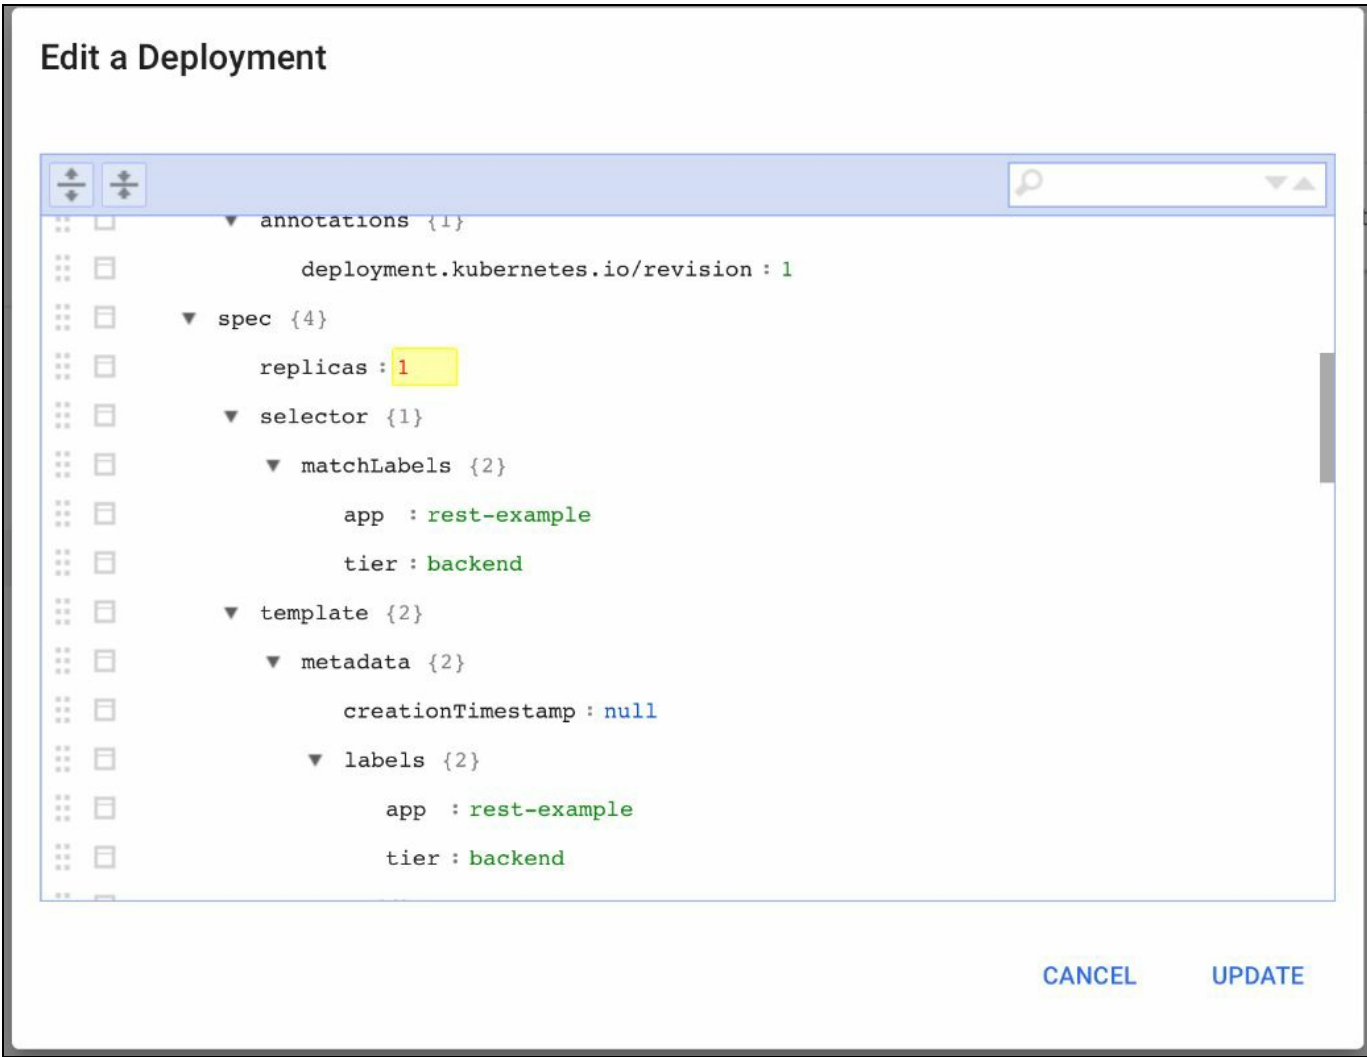 Edit a Deployment
annotations {1}
deployment.kubernetes.io/revision : 1
spec {4}
replicas : 1
selector {1}
matchLabels {2}
app : rest-example
tier : backend
template {2}
metadata {2}
creationTimestamp : null
labels {2}
app : rest-example
tier : backend
CANCEL UPDATE